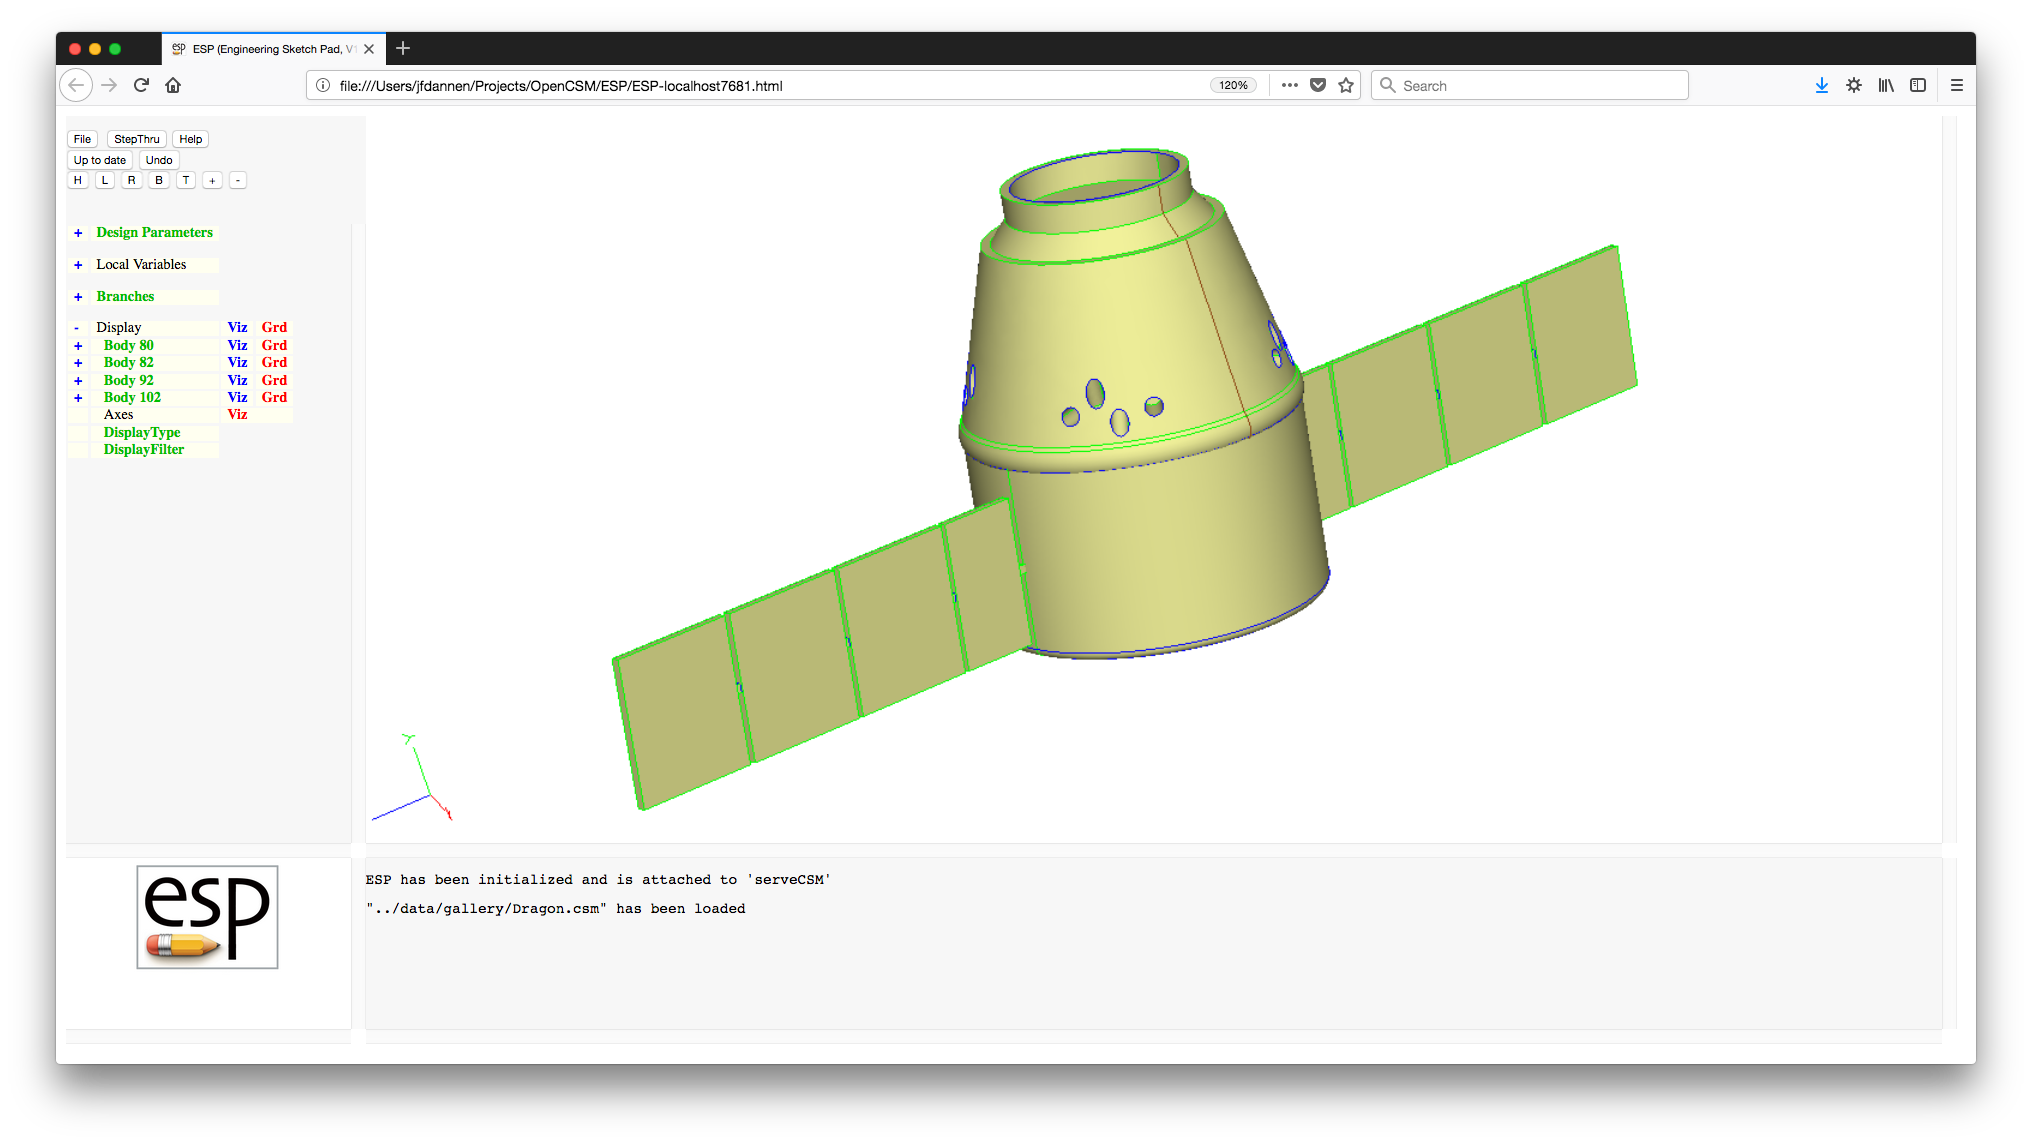 esp ESP (Engineering Sketch Pad, V1
file:///Users/jfdannen/Projects/OpenCSM/ESP/ESP-localhost7681.html 120% Search
File StepThru Help
Up to date Undo
H L R B T + -
+ Design Parameters
+ Local Variables
+ Branches
- Display Viz Grd
+ Body 80 Viz Grd
+ Body 82 Viz Grd
+ Body 92 Viz Grd
+ Body 102 Viz Grd
Axes Viz
DisplayType
DisplayFilter
esp
ESP has been initialized and is attached to 'serveCSM'
"../data/gallery/Dragon.csm" has been loaded